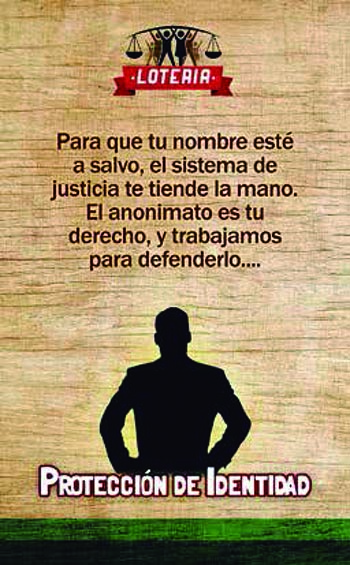 LOTERIA
Para que tu nombre esté
a salvo, el sistema de
justicia te tiende la mano.
El anonimato es tu
derecho, y trabajamos
para defenderlo....
PROTECCIÓN DE IDENTIDAD